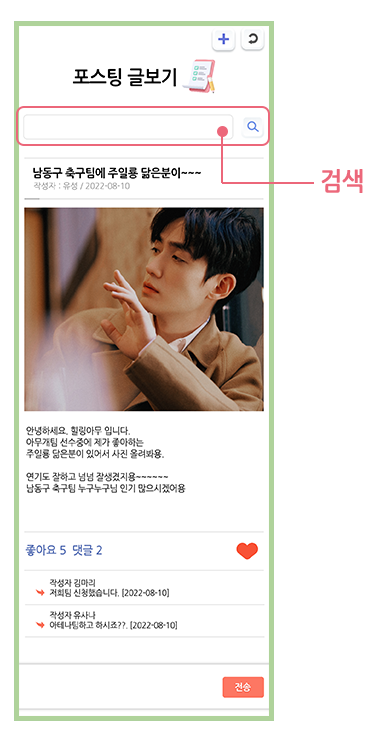 포스팅 글보기
검색
남동구 축구팀에 주일룡 닮은분이~~~
작성자 : 유성 / 2022-08-10
안녕하세요. 힐링아무 입니다.
아무개팀 선수중에 제가 좋아하는
주일룡 닮은분이 있어서 사진 올려봐용.
연기도 잘하고 넘넘 잘생겼지용~~~~~~
남동구 축구팀 누구누구님 인기 많으시겠어용
좋아요 5 댓글 2
작성자 김마리
저희팀 신청했습니다. [2022-08-10]
작성자 유사나
아테나팀하고 하시죠??. [2022-08-10]
전송